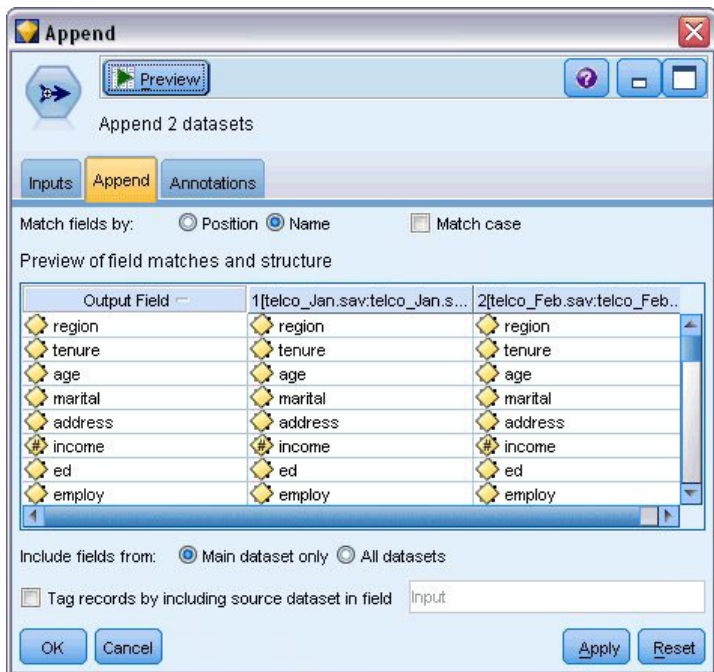 Append
Preview
?
Append 2 datasets
Inputs Append Annotations
Match fields by: Position Name Match case
Preview of field matches and structure
Output Field 1[telco_Jan.sav:telco_Jan.s... 2[telco_Feb.sav:telco_Feb..
region region region
tenure tenure tenure
age age age
marital marital marital
address address address
# income # income # income
ed ed ed
employ employ employ
Include fields from: Main dataset only All datasets
Tag records by including source dataset in field Input
OK Cancel Apply Reset